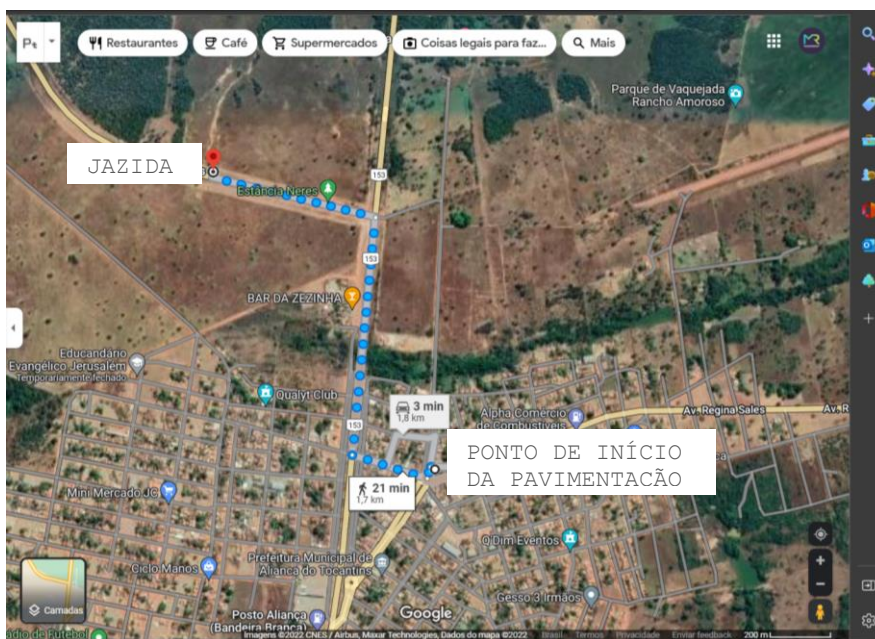 Restaurantes
Café
Supermercados
Coisas legais para faz...
Mais
Parque de Vaquejada
Rancho Amoroso
JAZIDA
153
Estância Neres
153
BAR DA ZEZINHA
Educandário
Evangélico Jerusalém
Temporariamente fechado
Qualyt Club
3 min
1,8 km
Alpha Comércio
de Combustíveis
Av. Regina Sales
Av. R
153
PONTO DE INÍCIO
DA PAVIMENTACÃO
21 min
1,7 km
Mini Mercado JC
Q Dim Eventos
Prefeitura Municipal de
Aliança do Tocantins
Ciclo Manos
Gesso 3 Irmãos
Camadas
Posto Aliança
(Bandeira Branca)
Google
Imagens ©2022 CNES / Airbus, Maxar Technologies, Dados do mapa ©2022 Brasil Termos Privacidade Enviar feedback 200 m